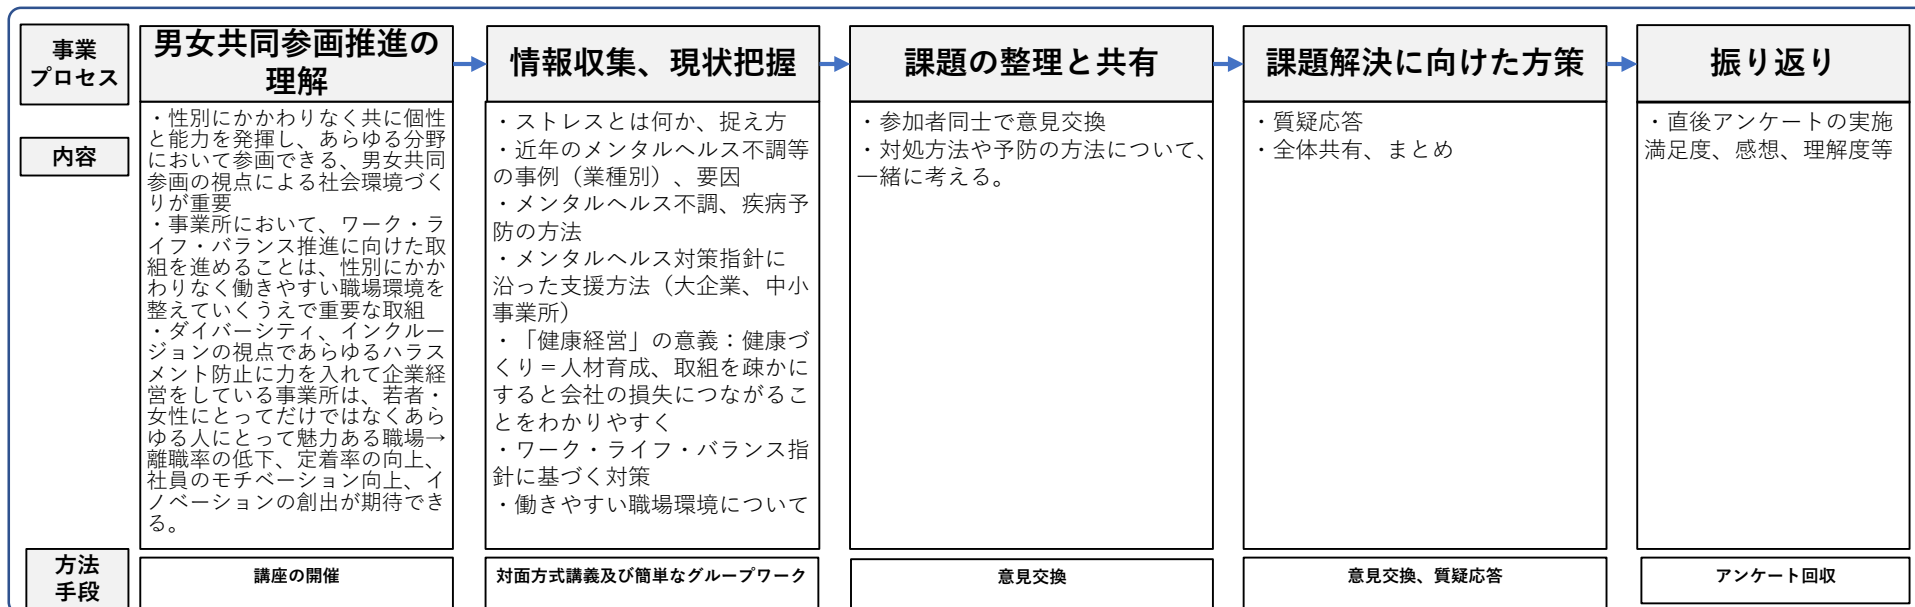 事業
プロセス
男女共同参画推進の
理解
情報収集、現状把握
課題の整理と共有
課題解決に向けた方策
振り返り
内容
・性別にかかわりなく共に個性
と能力を発揮し、あらゆる分野
において参画できる、男女共同
参画の視点による社会環境づく
りが重要
・事業所において、ワーク・ラ
イフ・バランス推進に向けた取
組を進めることは、性別にかか
わりなく働きやすい職場環境を
整えていくうえで重要な取組
・ダイバーシティ、インクルー
ジョンの視点であらゆるハラス
メント防止に力を入れて企業経
営をしている事業所は、若者・
女性にとってだけではなくあら
ゆる人にとって魅力ある職場→
離職率の低下、定着率の向上、
社員のモチベーション向上、イ
ノベーションの創出が期待でき
る。
・ストレスとは何か、捉え方
・近年のメンタルヘルス不調等
の事例（業種別）、要因
・メンタルヘルス不調、疾病予
防の方法
・メンタルヘルス対策指針に
沿った支援方法（大企業、中小
事業所）
・「健康経営」の意義：健康づ
くり＝人材育成、取組を疎かに
すると会社の損失につながるこ
とをわかりやすく
・ワーク・ライフ・バランス指
針に基づく対策
・働きやすい職場環境について
・参加者同士で意見交換
・対処方法や予防の方法について、
一緒に考える。
・質疑応答
・全体共有、まとめ
・直後アンケートの実施
満足度、感想、理解度等
方法
手段
講座の開催
対面方式講義及び簡単なグループワーク
意見交換
意見交換、質疑応答
アンケート回収